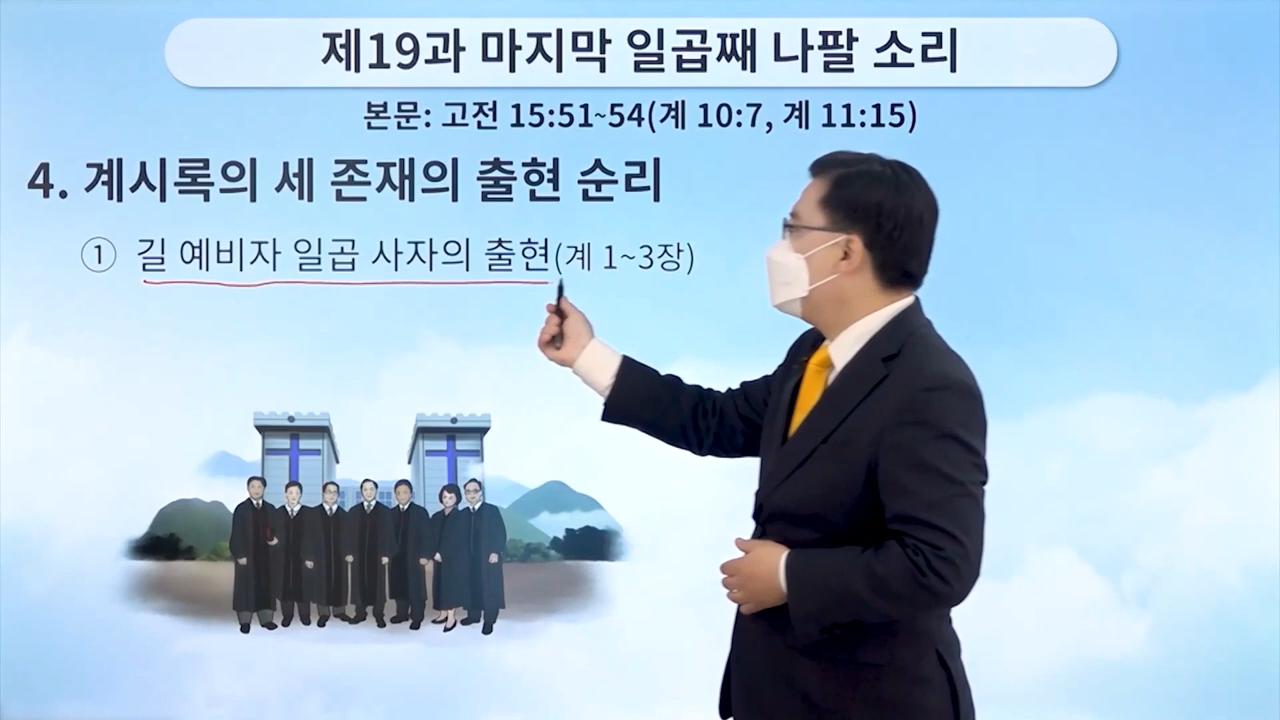 제19과 마지막 일곱째 나팔 소리
본문: 고전 15:51~54(계 10:7, 계 11:15)
4. 계시록의 세 존재의 출현 순리
① 길 예비자 일곱 사자의 출현(계 1~3장)